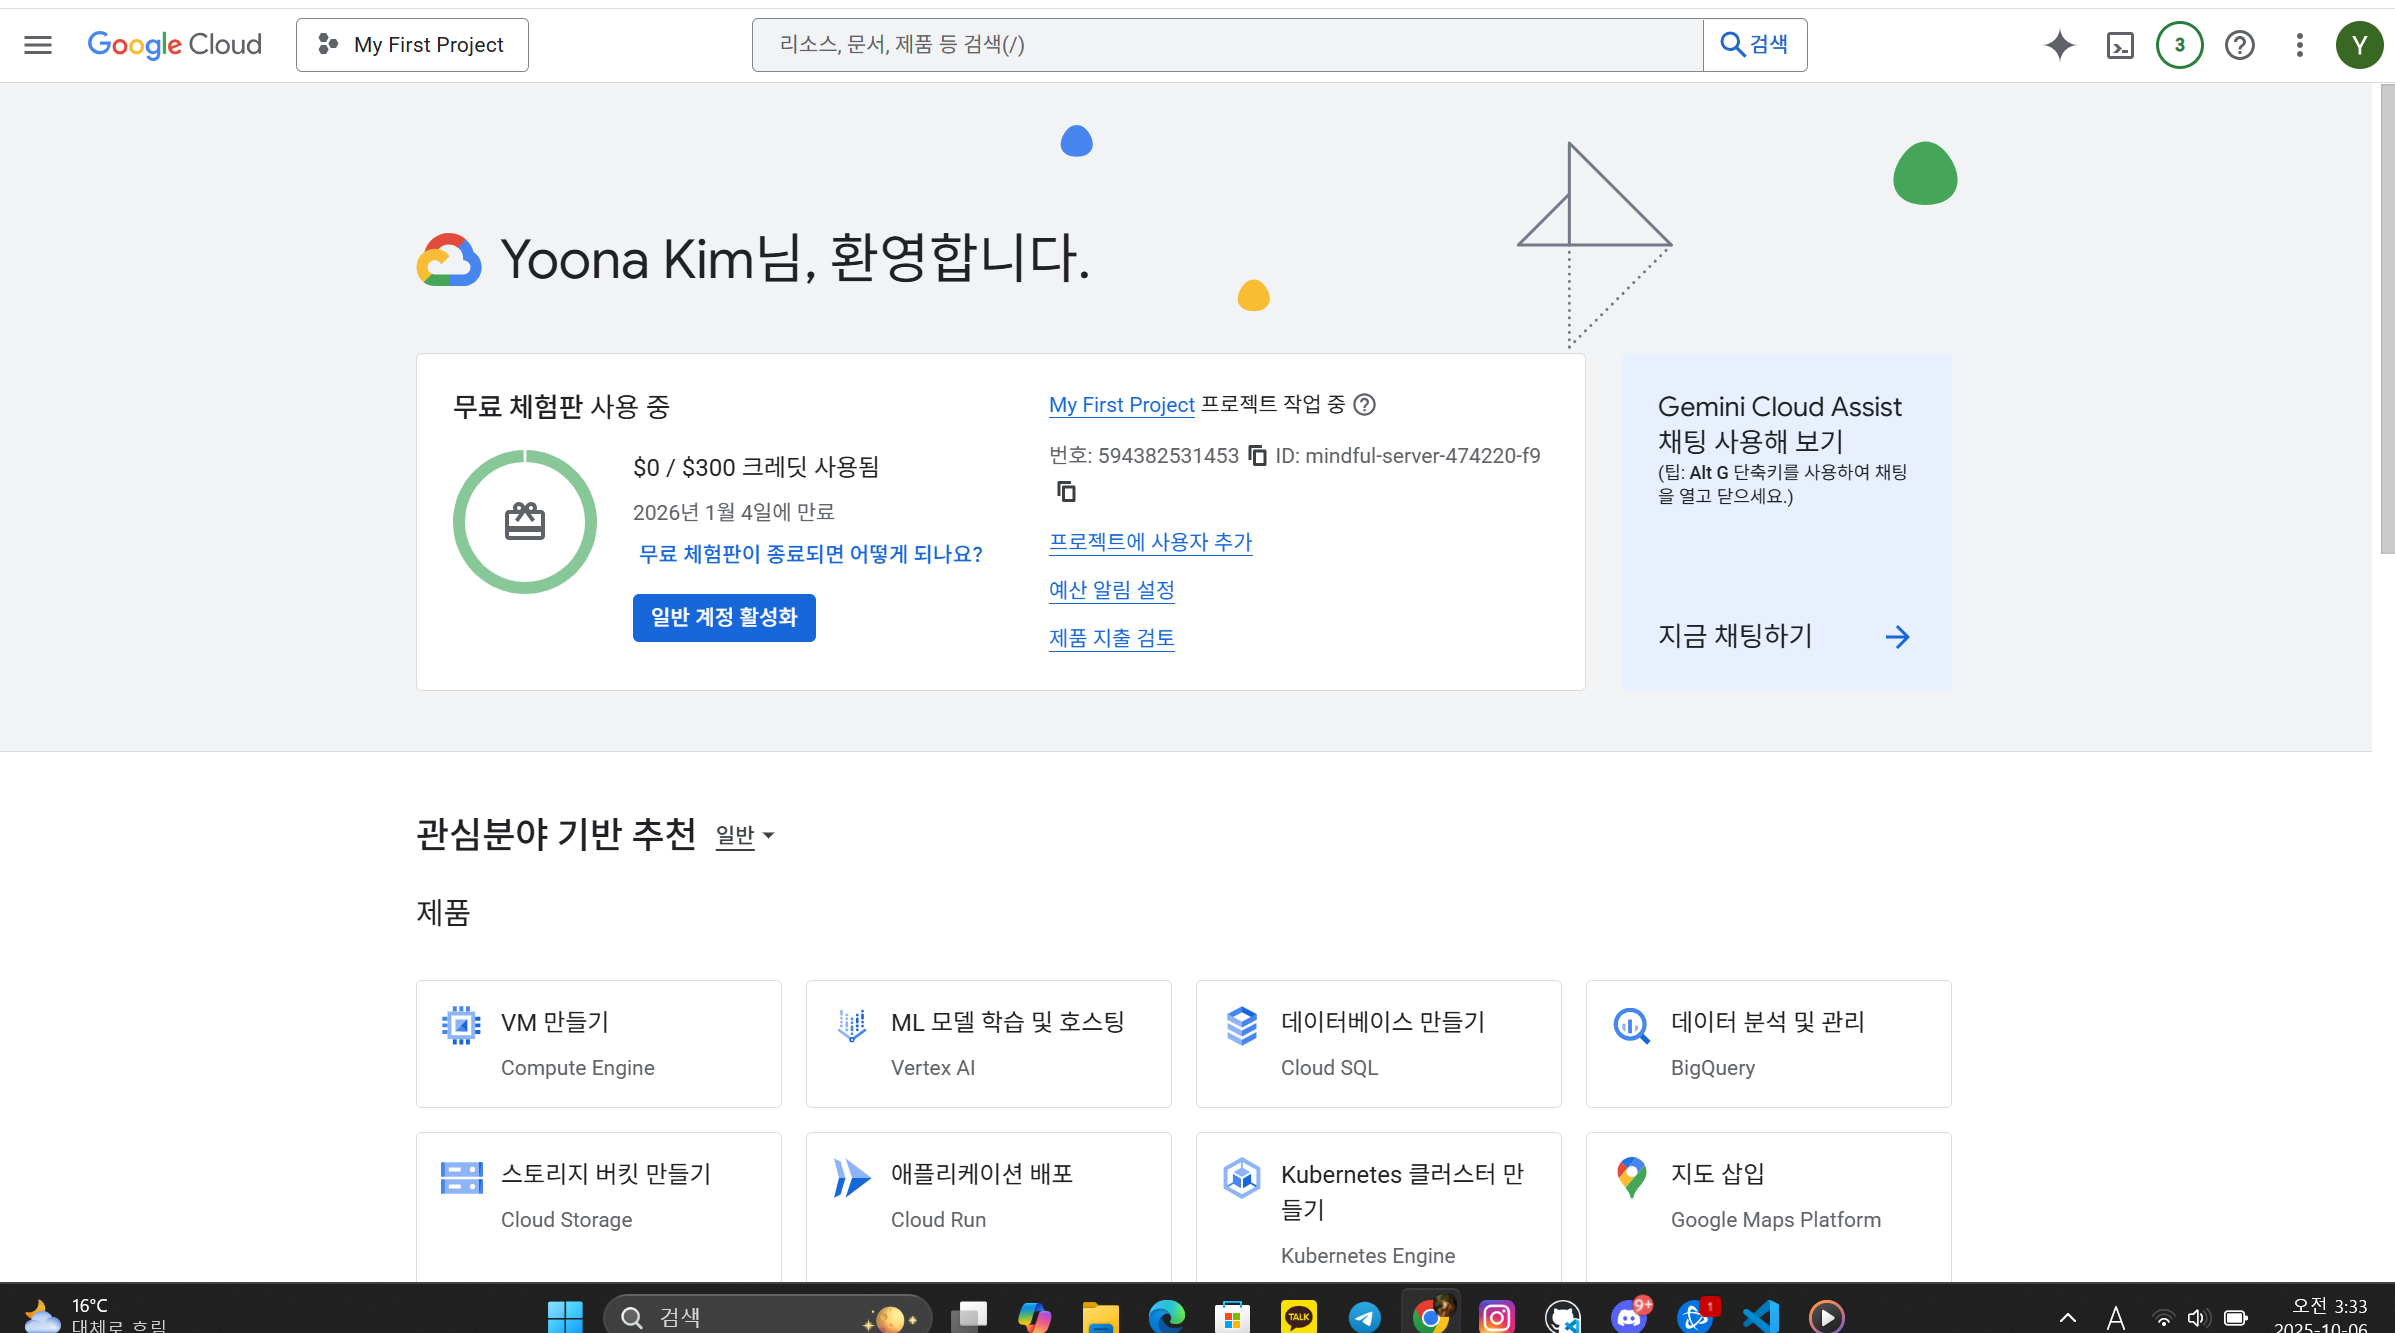 Google Cloud
My First Project
리소스, 문서, 제품 등 검색(/)
검색
3
Y
Yoona Kim님, 환영합니다.
무료 체험판 사용 중
$0 / $300 크레딧 사용됨
2026년 1월 4일에 만료
무료 체험판이 종료되면 어떻게 되나요?
일반 계정 활성화
My First Project 프로젝트 작업 중
번호: 594382531453 ID: mindful-server-474220-f9
프로젝트에 사용자 추가
예산 알림 설정
제품 지출 검토
Gemini Cloud Assist
채팅 사용해 보기
(팁: Alt G 단축키를 사용하여 채팅
을 열고 닫으세요.)
지금 채팅하기
관심분야 기반 추천 일반
제품
VM 만들기
Compute Engine
ML 모델 학습 및 호스팅
Vertex AI
데이터베이스 만들기
Cloud SQL
데이터 분석 및 관리
BigQuery
스토리지 버킷 만들기
Cloud Storage
애플리케이션 배포
Cloud Run
Kubernetes 클러스터 만
들기
Kubernetes Engine
지도 삽입
Google Maps Platform
16°C
대체로 흐림
검색
TALK
9+
1
A
오전 3:33
2025-10-06